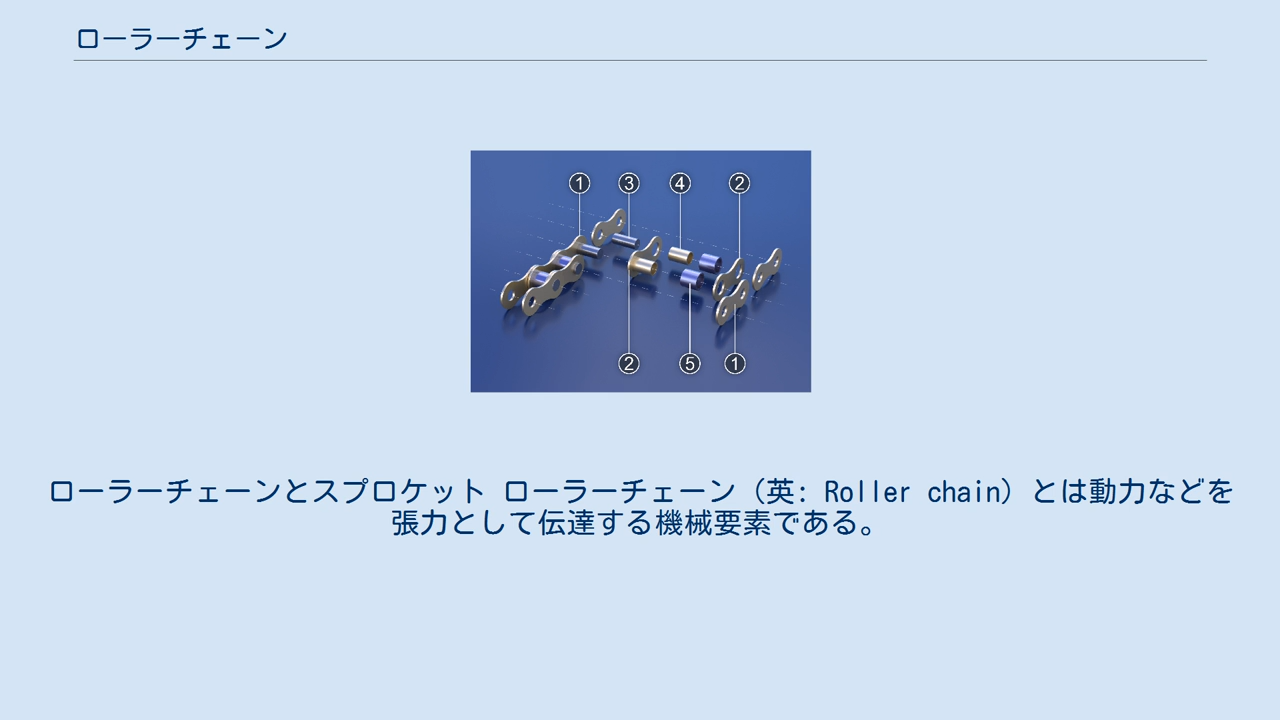 ローラーチェーン
① ③ ④ ②
② ⑤ ①
ローラーチェーンとスプロケット ローラーチェーン（英: Roller chain）とは動力などを
張力として伝達する機械要素である。